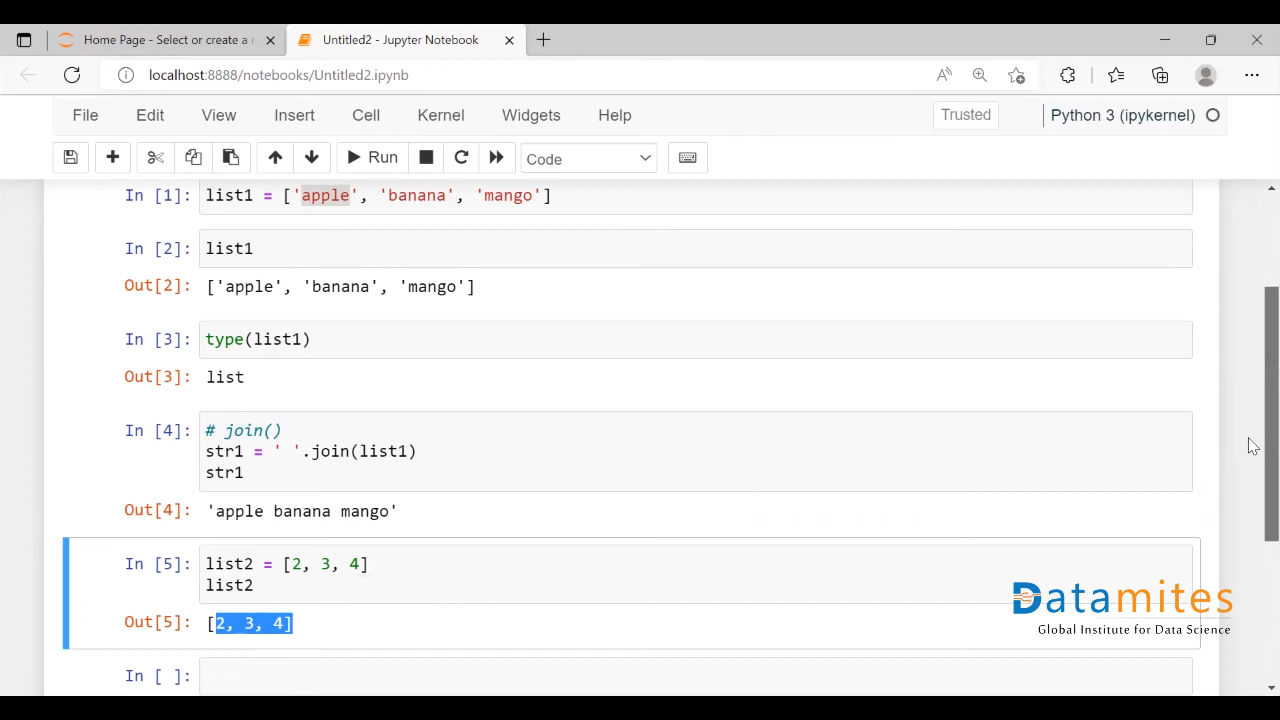 Home Page - Select or create a n
Untitled2 - Jupyter Notebook
localhost:8888/notebooks/Untitled2.ipynb
File Edit View Insert Cell Kernel Widgets Help Trusted Python 3 (ipykernel)
Run Code
In [1]: list1 = ['apple', 'banana', 'mango']
In [2]: list1
Out[2]: ['apple', 'banana', 'mango']
In [3]: type(list1)
Out[3]: list
In [4]: # join()
str1 = ' '.join(list1)
str1
Out[4]: 'apple banana mango'
In [5]: list2 = [2, 3, 4]
list2
Out[5]: [2, 3, 4]
In [ ]:
Datamites
Global Institute for Data Science